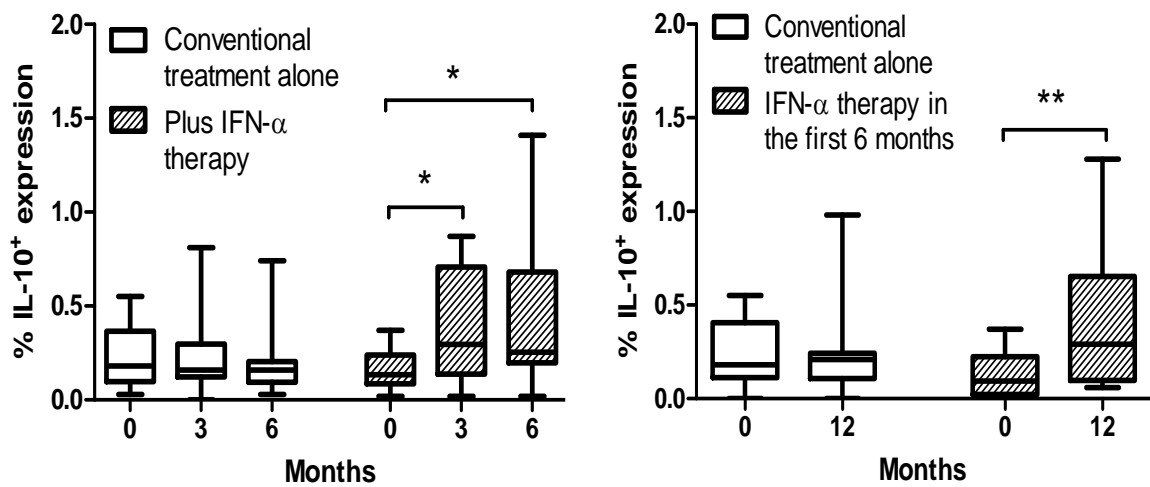 2.0
1.5
1.0
0.5
0.0
% IL-10⁺ expression
Conventional
treatment alone
Plus IFN-α
therapy
*
*
0 3 6 0 3 6
Months
2.0
1.5
1.0
0.5
0.0
% IL-10⁺ expression
Conventional
treatment alone
IFN-α therapy in
the first 6 months
**
0 12 0 12
Months